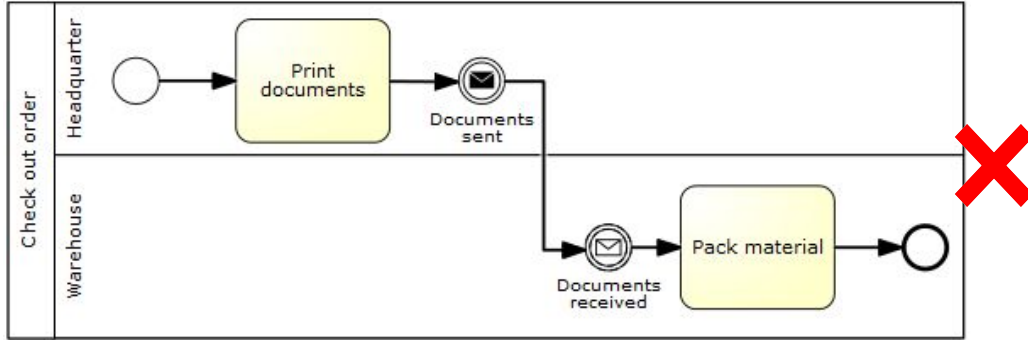 Check out order
Headquarter
Print
documents
Documents
sent
Warehouse
Documents
received
Pack material